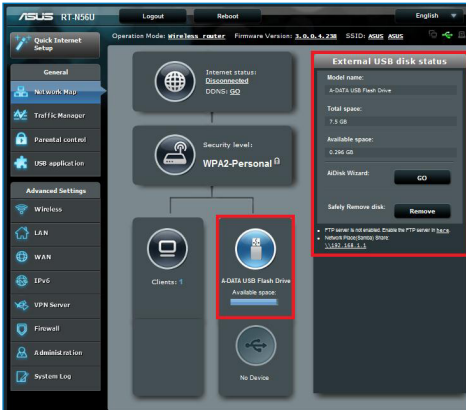 ASUS RT-N56U
Logout
Reboot
English
Quick Internet
Setup
Operation Mode: Wireless router Firmware Version: 3.0.0.4.238 SSID: ASUS ASUS
General
Network Map
Traffic Manager
Parental control
USB application
Advanced Settings
Wireless
LAN
WAN
IPv6
VPN Server
Firewall
Administration
System Log
Internet status:
Disconnected
DDNS: GO
Security level:
WPA2-Personal
Clients: 1
A-DATA USB Flash Drive
Available space:
No Device
External USB disk status
Model name:
A-DATA USB Flash Drive
Total space:
7.5 GB
Available space:
0.296 GB
AiDisk Wizard:
GO
Safely Remove disk:
Remove
FTP server is not enabled. Enable the FTP server in here.
Network Place(Samba) Share:
\\192.168.1.1